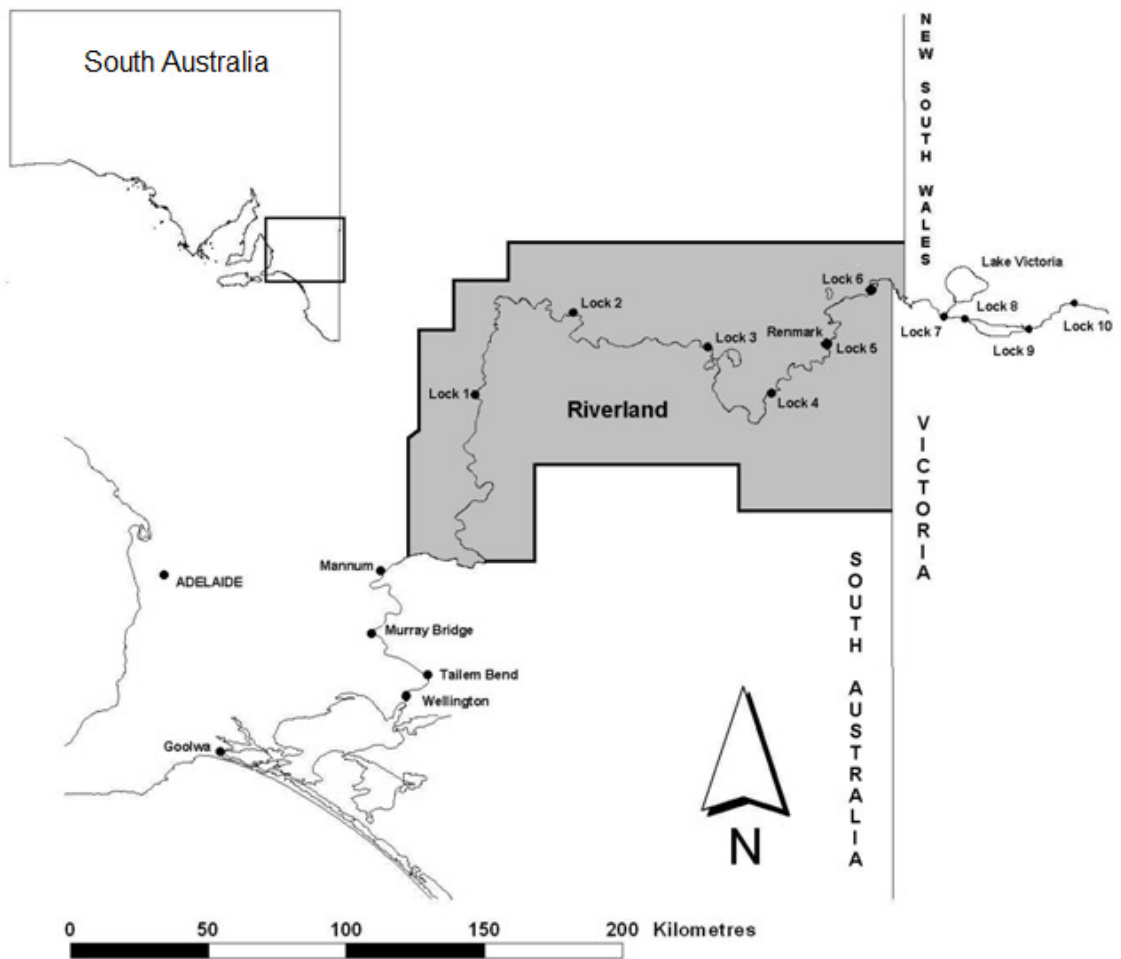 South Australia
NEW SOUTH WALES
Lake Victoria
Lock 6
Lock 8
Lock 2
Lock 7
Lock 10
Renmark
Lock 3
Lock 5
Lock 9
Lock 1
Lock 4
Riverland
VICTORIA
Mannum
ADELAIDE
SOUTH AUSTRALIA
Murray Bridge
Tailem Bend
Wellington
Goolwa
N
0 50 100 150 200 Kilometres